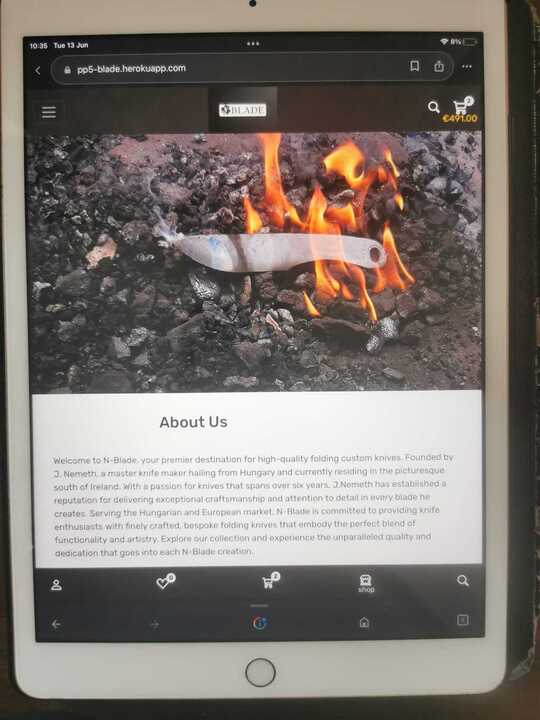 10:35 Tue 13 Jun
8%
pp5-blade.herokuapp.com
BLADE
2
€491.00
About Us
Welcome to N-Blade, your premier destination for high-quality folding custom knives. Founded by
J. Nemeth, a master knife maker hailing from Hungary and currently residing in the picturesque
south of Ireland. With a passion for knives that spans over six years, J.Nemeth has established a
reputation for delivering exceptional craftsmanship and attention to detail in every blade he
creates. Serving the Hungarian and European market, N-Blade is committed to providing knife
enthusiasts with finely crafted, bespoke folding knives that embody the perfect blend of
functionality and artistry. Explore our collection and experience the unparalleled quality and
dedication that goes into each N-Blade creation.
0
2
shop